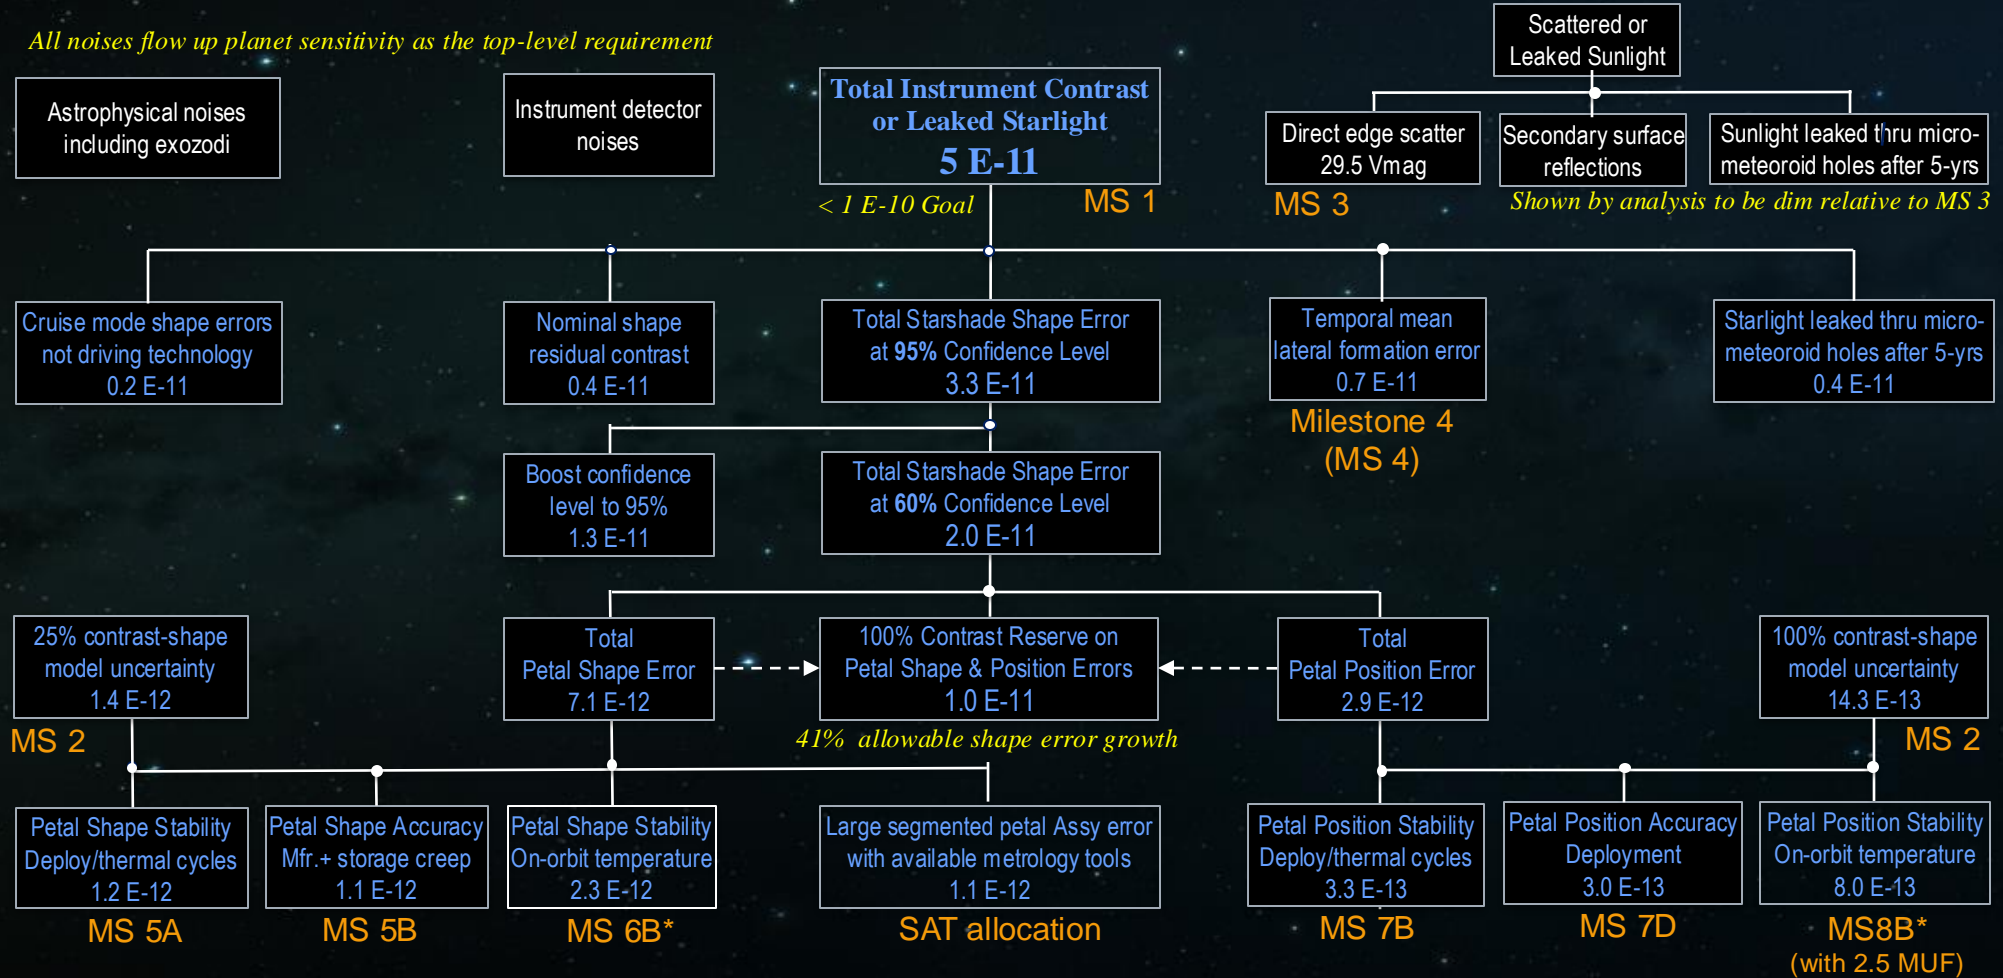 All noises flow up planet sensitivity as the top-level requirement
Scattered or
Leaked Sunlight
Astrophysical noises
including exozodi
Instrument detector
noises
Total Instrument Contrast
or Leaked Starlight
5 E-11
< 1 E-10 Goal
MS 1
Direct edge scatter
29.5 Vmag
MS 3
Secondary surface
reflections
Sunlight leaked thru micro-
meteoroid holes after 5-yrs
Shown by analysis to be dim relative to MS 3
Cruise mode shape errors
not driving technology
0.2 E-11
Nominal shape
residual contrast
0.4 E-11
Total Starshade Shape Error
at 95% Confidence Level
3.3 E-11
Temporal mean
lateral formation error
0.7 E-11
Milestone 4
(MS 4)
Starlight leaked thru micro-
meteoroid holes after 5-yrs
0.4 E-11
Boost confidence
level to 95%
1.3 E-11
Total Starshade Shape Error
at 60% Confidence Level
2.0 E-11
25% contrast-shape
model uncertainty
1.4 E-12
MS 2
Total
Petal Shape Error
7.1 E-12
100% Contrast Reserve on
Petal Shape & Position Errors
1.0 E-11
41% allowable shape error growth
Total
Petal Position Error
2.9 E-12
100% contrast-shape
model uncertainty
14.3 E-13
MS 2
Petal Shape Stability
Deploy/thermal cycles
1.2 E-12
MS 5A
Petal Shape Accuracy
Mfr.+ storage creep
1.1 E-12
MS 5B
Petal Shape Stability
On-orbit temperature
2.3 E-12
MS 6B*
Large segmented petal Assy error
with available metrology tools
1.1 E-12
SAT allocation
Petal Position Stability
Deploy/thermal cycles
3.3 E-13
MS 7B
Petal Position Accuracy
Deployment
3.0 E-13
MS 7D
Petal Position Stability
On-orbit temperature
8.0 E-13
MS8B*
(with 2.5 MUF)